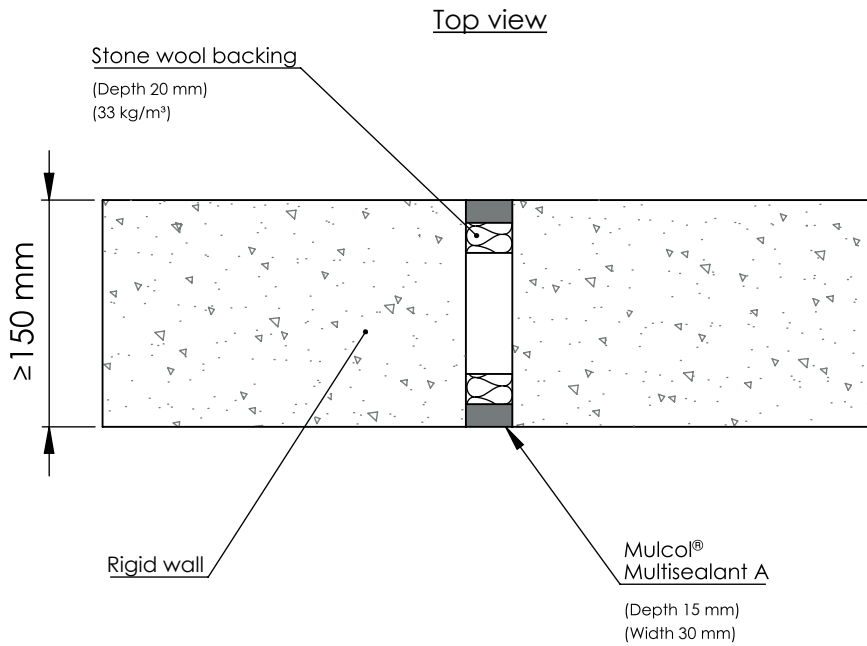 Top view
Stone wool backing
(Depth 20 mm)
(33 kg/m³)
≥150 mm
Rigid wall
Mulcol®
Multisealant A
(Depth 15 mm)
(Width 30 mm)